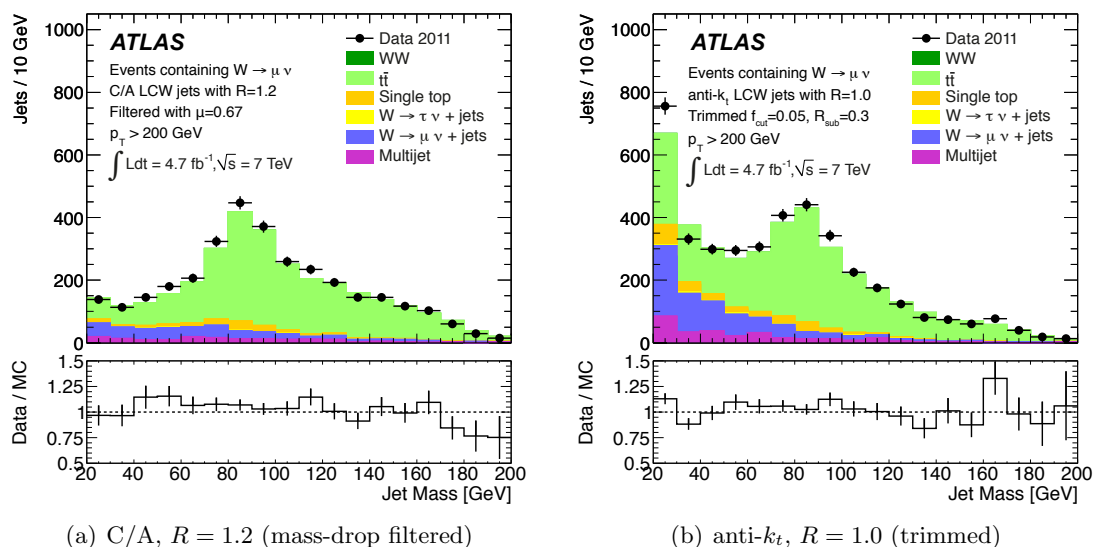 Jets / 10 GeV
1000
800
600
400
200
0
ATLAS
Events containing W → μ ν
C/A LCW jets with R=1.2
Filtered with μ=0.67
p_T > 200 GeV
∫ Ldt = 4.7 fb⁻¹,√s = 7 TeV
Data 2011
WW
tt̄
Single top
W → τ ν + jets
W → μ ν + jets
Multijet
Data / MC
1.5
1.25
1
0.75
0.5
20 40 60 80 100 120 140 160 180 200
Jet Mass [GeV]
(a) C/A, R = 1.2 (mass-drop filtered)
Jets / 10 GeV
1000
800
600
400
200
0
ATLAS
Events containing W → μ ν
anti-k_t LCW jets with R=1.0
Trimmed f_cut=0.05, R_sub=0.3
p_T > 200 GeV
∫ Ldt = 4.7 fb⁻¹,√s = 7 TeV
Data 2011
WW
tt̄
Single top
W → τ ν + jets
W → μ ν + jets
Multijet
Data / MC
1.5
1.25
1
0.75
0.5
20 40 60 80 100 120 140 160 180 200
Jet Mass [GeV]
(b) anti-k_t, R = 1.0 (trimmed)